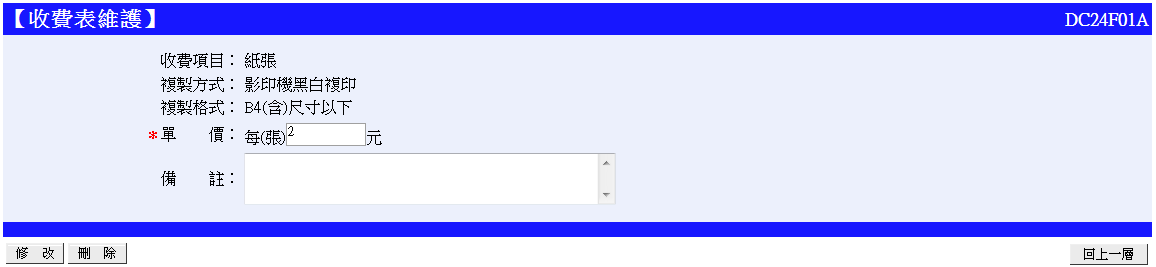 【收費表維護】 DC24F01A
收費項目： 紙張
複製方式： 影印機黑白複印
複製格式： B4(含)尺寸以下
*單　　價： 每(張)2元
備　　註：
修　改 刪　除 回上一層